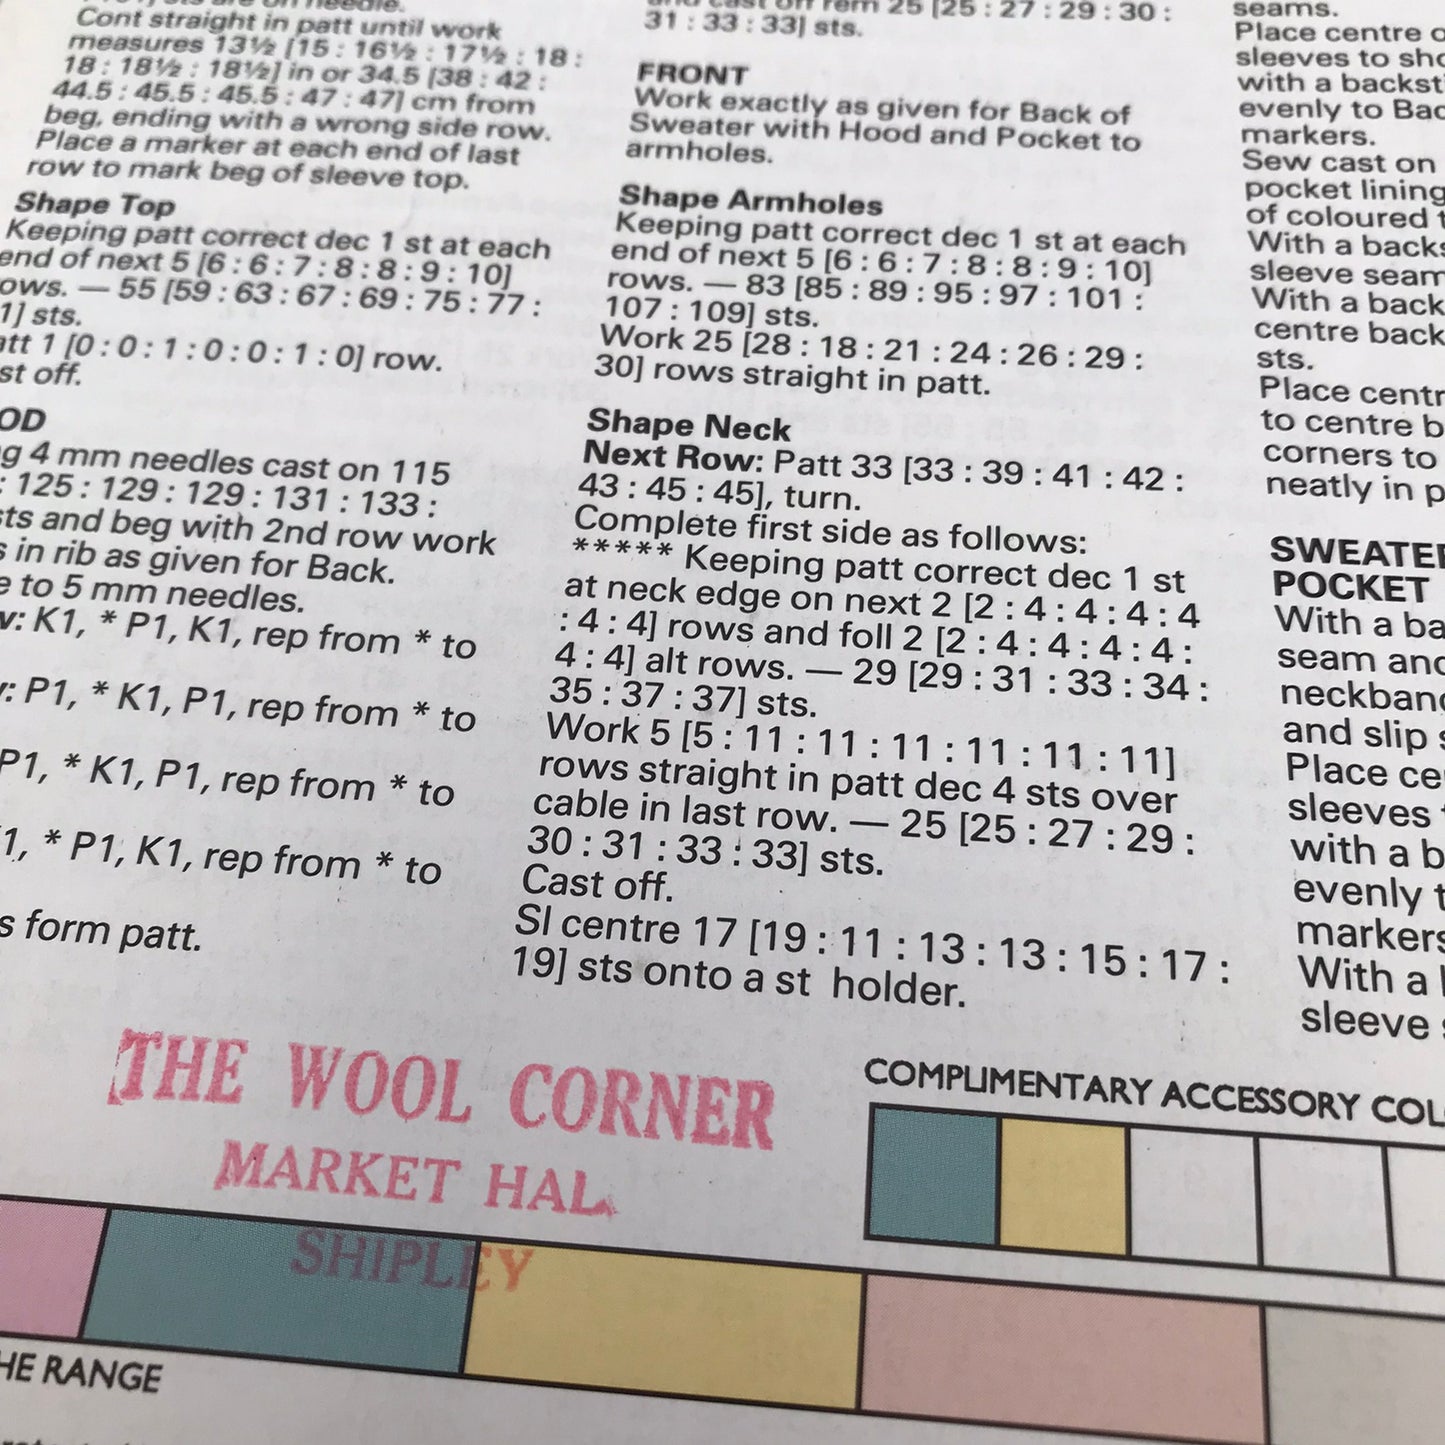 Cont straight in patt until work
measures 13½ [15 : 16½ : 17½ : 18 :
18 : 18½ : 18½] in or 34.5 [38 : 42 :
44.5 : 45.5 : 45.5 : 47 : 47] cm from
beg, ending with a wrong side row.
Place a marker at each end of last
row to mark beg of sleeve top.
Shape Top
Keeping patt correct dec 1 st at each
end of next 5 [6 : 6 : 7 : 8 : 8 : 9 : 10]
ows. — 55 [59 : 63 : 67 : 69 : 75 : 77 :
1] sts.
att 1 [0 : 0 : 1 : 0 : 0 : 1 : 0] row.
st off.
OD
g 4 mm needles cast on 115
: 125 : 129 : 129 : 131 : 133 :
sts and beg with 2nd row work
s in rib as given for Back.
e to 5 mm needles.
w: K1, * P1, K1, rep from * to
r: P1, * K1, P1, rep from * to
P1, * K1, P1, rep from * to
1, * P1, K1, rep from * to
s form patt.
and cast off rem 25 [25 : 27 : 29 : 30 :
31 : 33 : 33] sts.
FRONT
Work exactly as given for Back of
Sweater with Hood and Pocket to
armholes.
Shape Armholes
Keeping patt correct dec 1 st at each
end of next 5 [6 : 6 : 7 : 8 : 8 : 9 : 10]
rows. — 83 [85 : 89 : 95 : 97 : 101 :
107 : 109] sts.
Work 25 [28 : 18 : 21 : 24 : 26 : 29 :
30] rows straight in patt.
Shape Neck
Next Row: Patt 33 [33 : 39 : 41 : 42 :
43 : 45 : 45], turn.
Complete first side as follows:
***** Keeping patt correct dec 1 st
at neck edge on next 2 [2 : 4 : 4 : 4 : 4
: 4 : 4] rows and foll 2 [2 : 4 : 4 : 4 : 4 :
4 : 4] alt rows. — 29 [29 : 31 : 33 : 34 :
35 : 37 : 37] sts.
Work 5 [5 : 11 : 11 : 11 : 11 : 11 : 11]
rows straight in patt dec 4 sts over
cable in last row. — 25 [25 : 27 : 29 :
30 : 31 : 33 : 33] sts.
Cast off.
Sl centre 17 [19 : 11 : 13 : 13 : 15 : 17 :
19] sts onto a st holder.
seams.
Place centre o
sleeves to sho
with a backst
evenly to Bac
markers.
Sew cast on
pocket lining
of coloured t
With a backs
sleeve seam
With a back
centre back
sts.
Place centr
to centre b
corners to
neatly in p
SWEATER
POCKET
With a ba
seam and
neckband
and slip s
Place ce
sleeves
with a b
evenly t
markers
With a
sleeve s
THE WOOL CORNER
MARKET HAL
SHIPLEY
COMPLIMENTARY ACCESSORY COL
HE RANGE